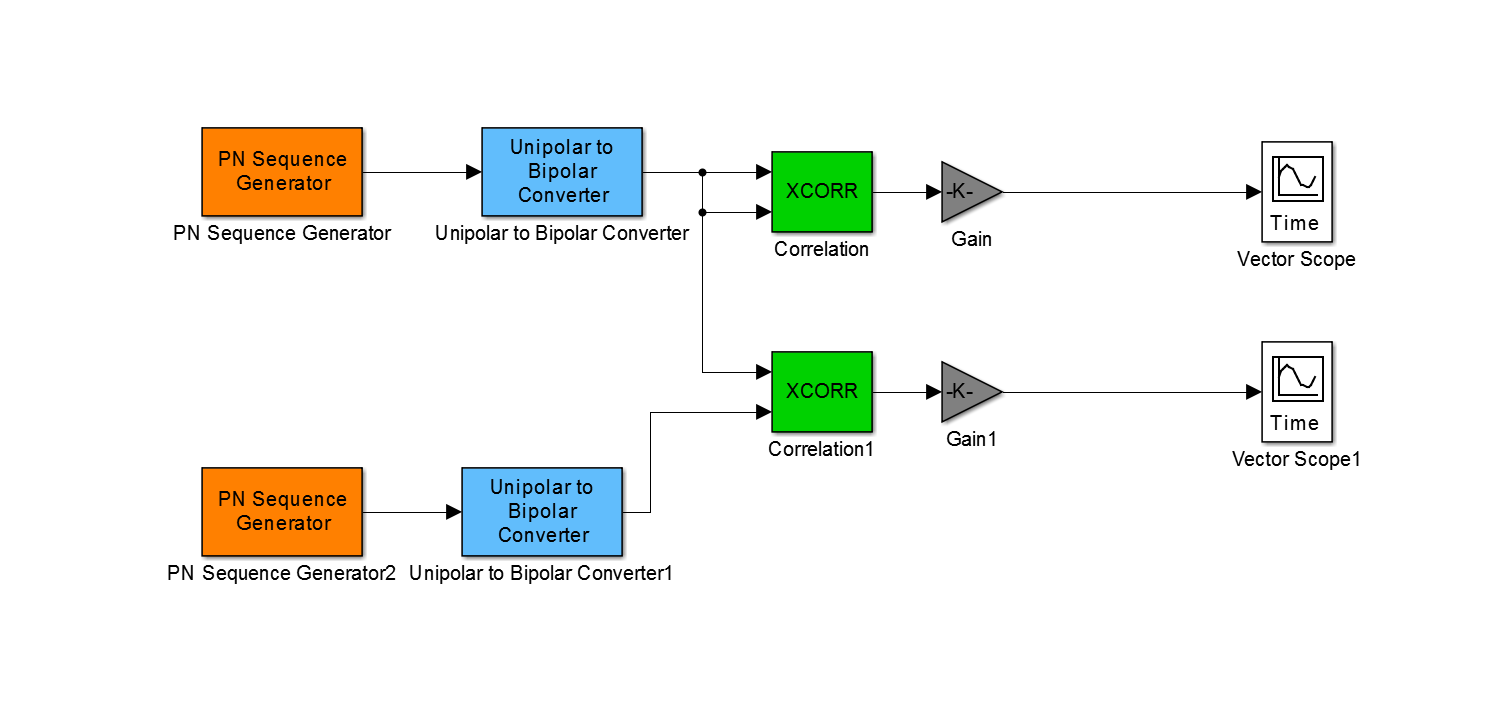 PN Sequence
Generator
PN Sequence Generator
Unipolar to
Bipolar
Converter
Unipolar to Bipolar Converter
XCORR
Correlation
-K-
Gain
Time
Vector Scope
XCORR
Correlation1
-K-
Gain1
Time
Vector Scope1
PN Sequence
Generator
PN Sequence Generator2
Unipolar to
Bipolar
Converter
Unipolar to Bipolar Converter1